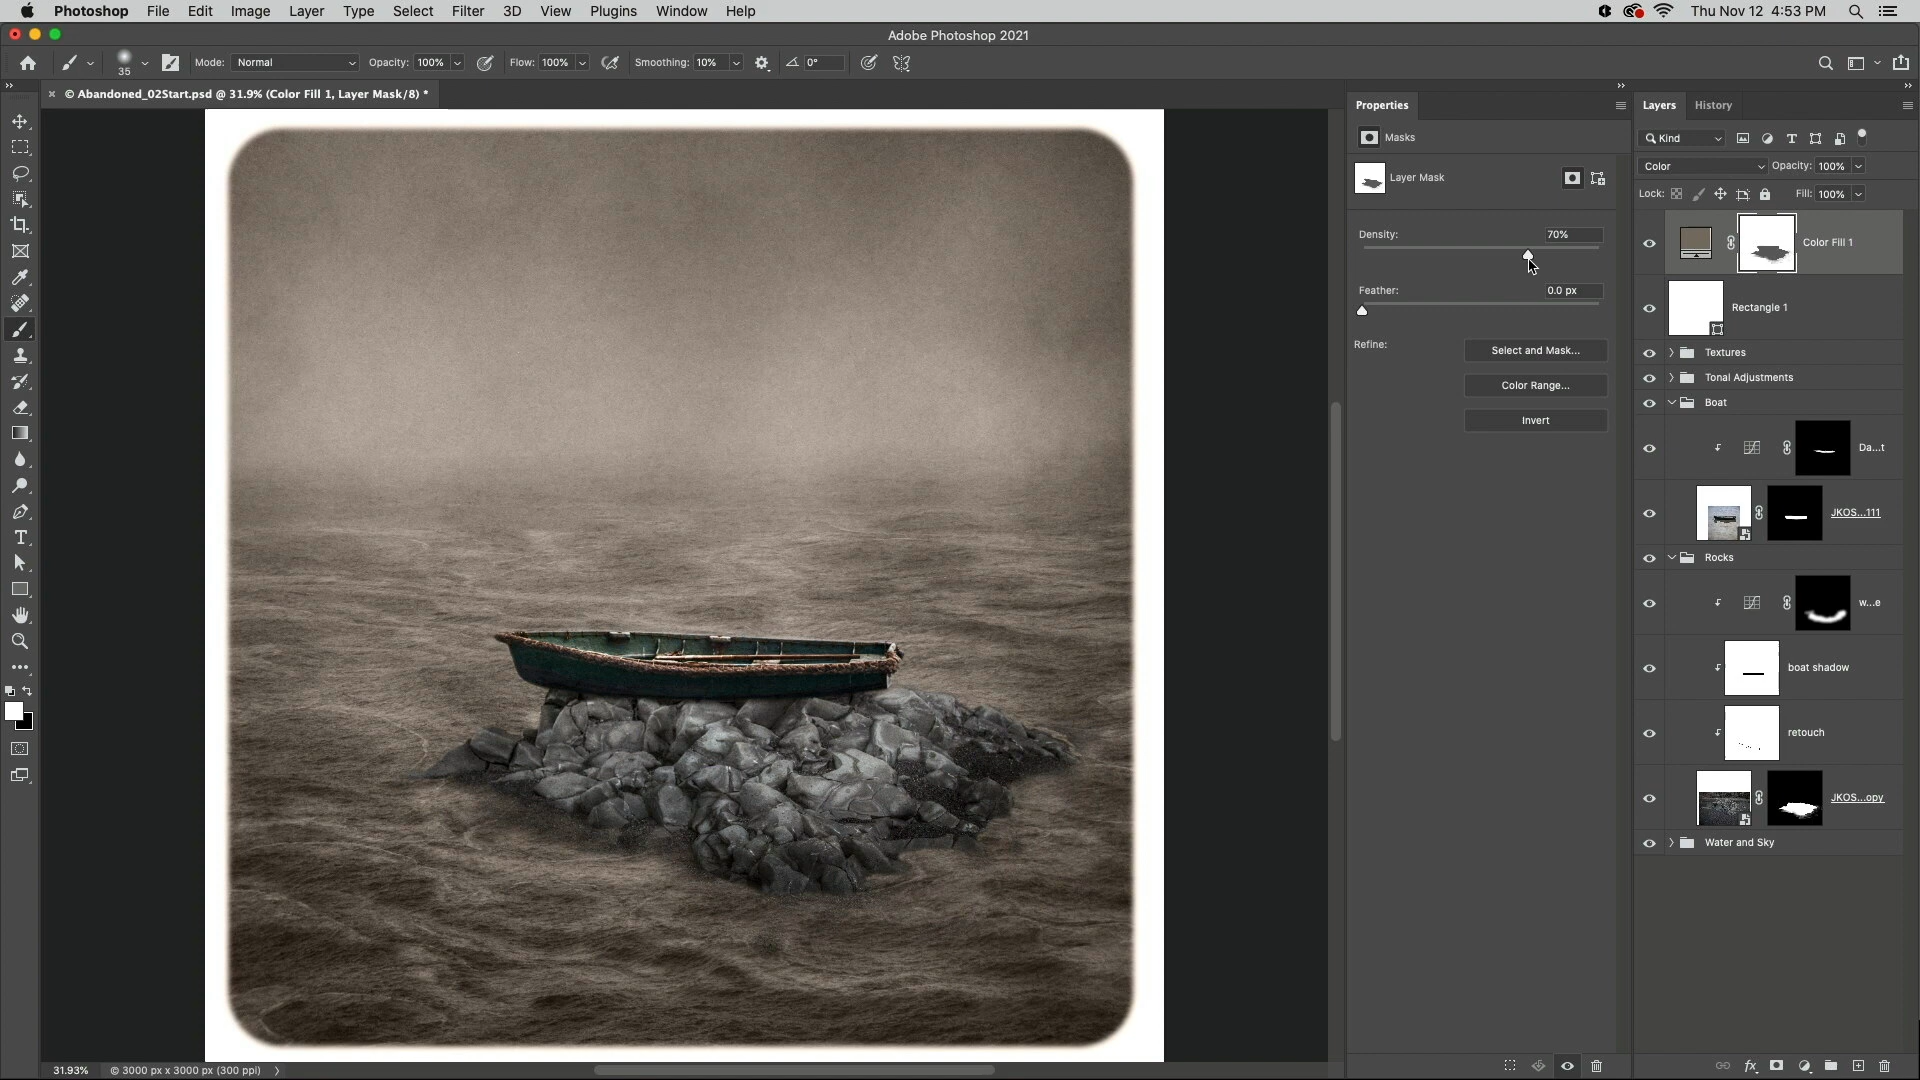 Photoshop File Edit Image Layer Type Select Filter 3D View Plugins Window Help Thu Nov 12 4:53 PM
Adobe Photoshop 2021
35 Mode: Normal Opacity: 100% Flow: 100% Smoothing: 10% 0°
× © Abandoned_02Start.psd @ 31.9% (Color Fill 1, Layer Mask/8) *
Properties
Masks
Layer Mask
Density: 70%
Feather: 0.0 px
Refine: Select and Mask...
Color Range...
Invert
Layers History
Kind
Color Opacity: 100%
Lock: Fill: 100%
Color Fill 1
Rectangle 1
Textures
Tonal Adjustments
Boat
Da...t
JKOS...111
Rocks
w...e
boat shadow
retouch
JKOS...opy
Water and Sky
31.93% © 3000 px x 3000 px (300 ppi)